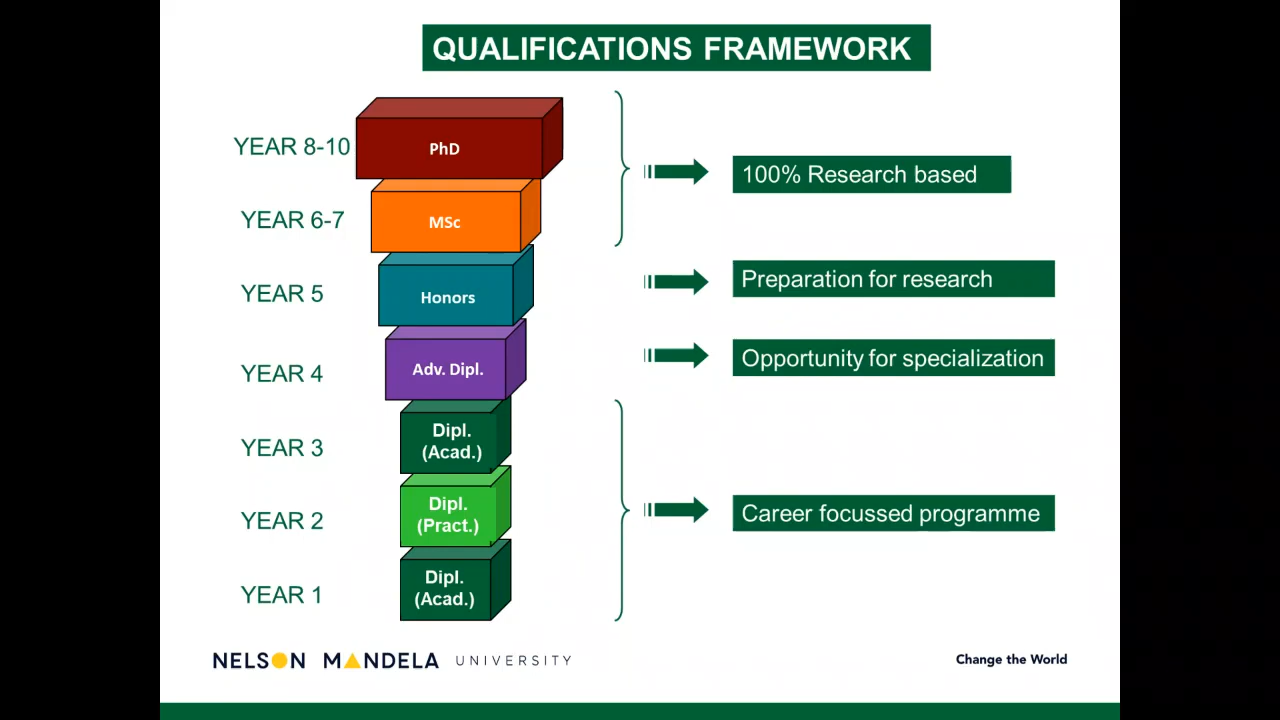 QUALIFICATIONS FRAMEWORK
YEAR 8-10
PhD
100% Research based
YEAR 6-7
MSc
YEAR 5
Honors
Preparation for research
YEAR 4
Adv. Dipl.
Opportunity for specialization
YEAR 3
Dipl.
(Acad.)
YEAR 2
Dipl.
(Pract.)
Career focussed programme
YEAR 1
Dipl.
(Acad.)
NELSON MANDELA UNIVERSITY
Change the World